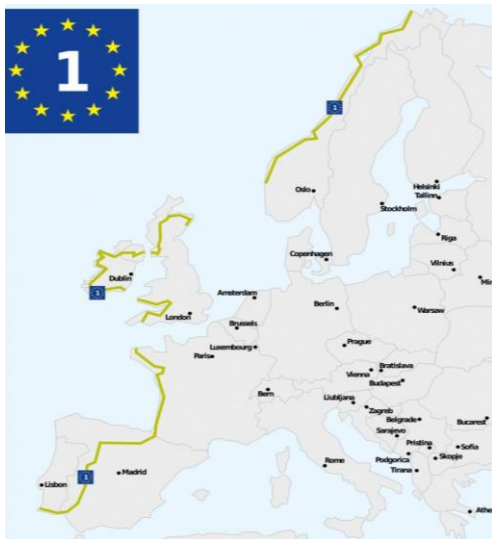 1
1
Oslo
Helsinki
Tallinn
Stockholm
Riga
Copenhagen
Vilnius
Dublin
1
Amsterdam
Berlin
Warsaw
London
Brussels
Luxembourg
Prague
Paris
Bratislava
Vienna
Budapest
Bern
Ljubljana
Zagreb
Belgrade
Bucarest
Sarajevo
Pristina
Sofia
Podgorica
Skopje
Rome
Tirana
Madrid
1
Lisbon